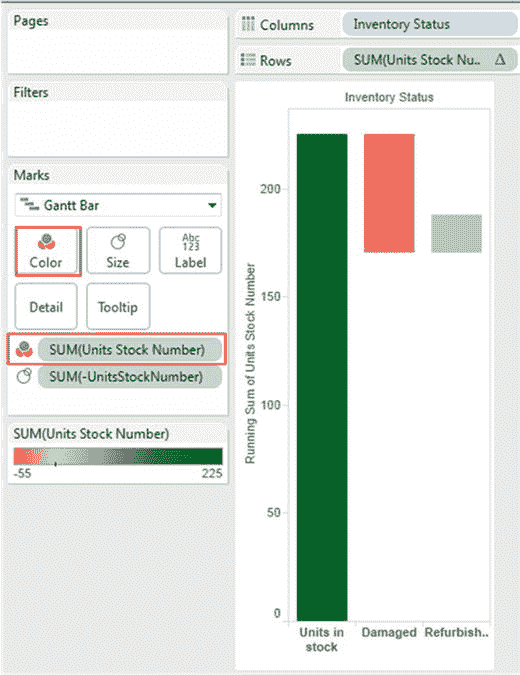 Pages
Filters
Marks
Gantt Bar
Color
Size
Abc
123
Label
Detail
Tooltip
SUM(Units Stock Number)
SUM(-UnitsStockNumber)
SUM(Units Stock Number)
-55
225
Columns
Inventory Status
Rows
SUM(Units Stock Nu.. Δ
Inventory Status
Running Sum of Units Stock Number
200
150
100
50
0
Units in
stock
Damaged
Refurbish..